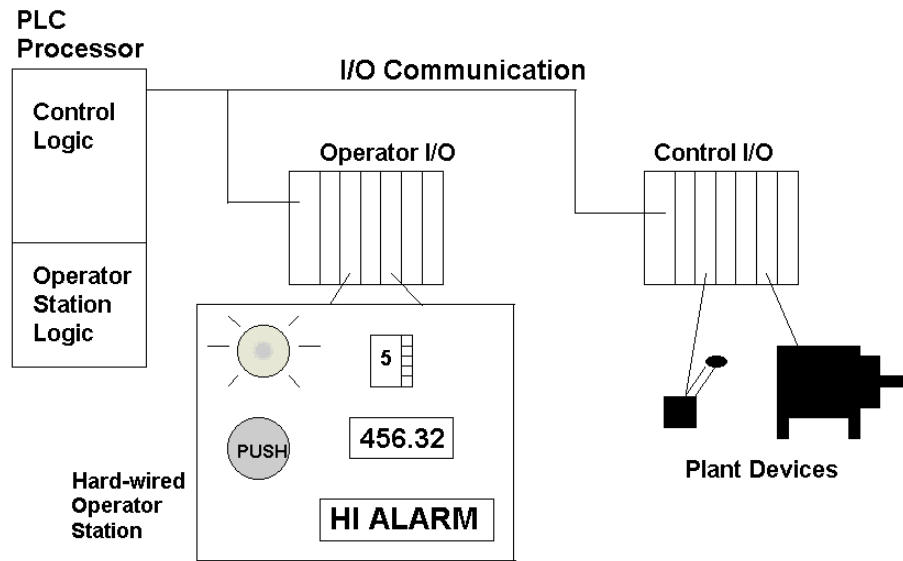 PLC
Processor
I/O Communication
Control
Logic
Operator I/O
Control I/O
Operator
Station
Logic
5
PUSH
456.32
Hard-wired
Operator
Station
HI ALARM
Plant Devices